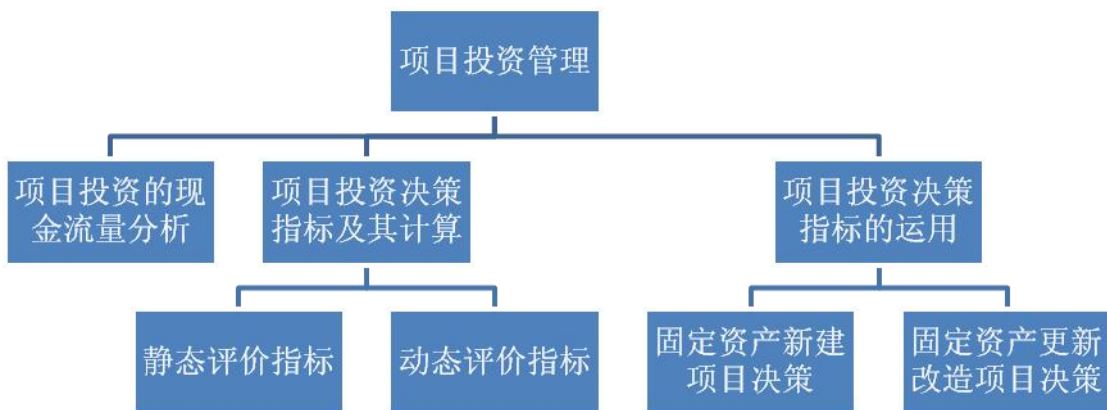 项目投资管理
项目投资的现
金流量分析
项目投资决策
指标及其计算
项目投资决策
指标的运用
静态评价指标
动态评价指标
固定资产新建
项目决策
固定资产更新
改造项目决策